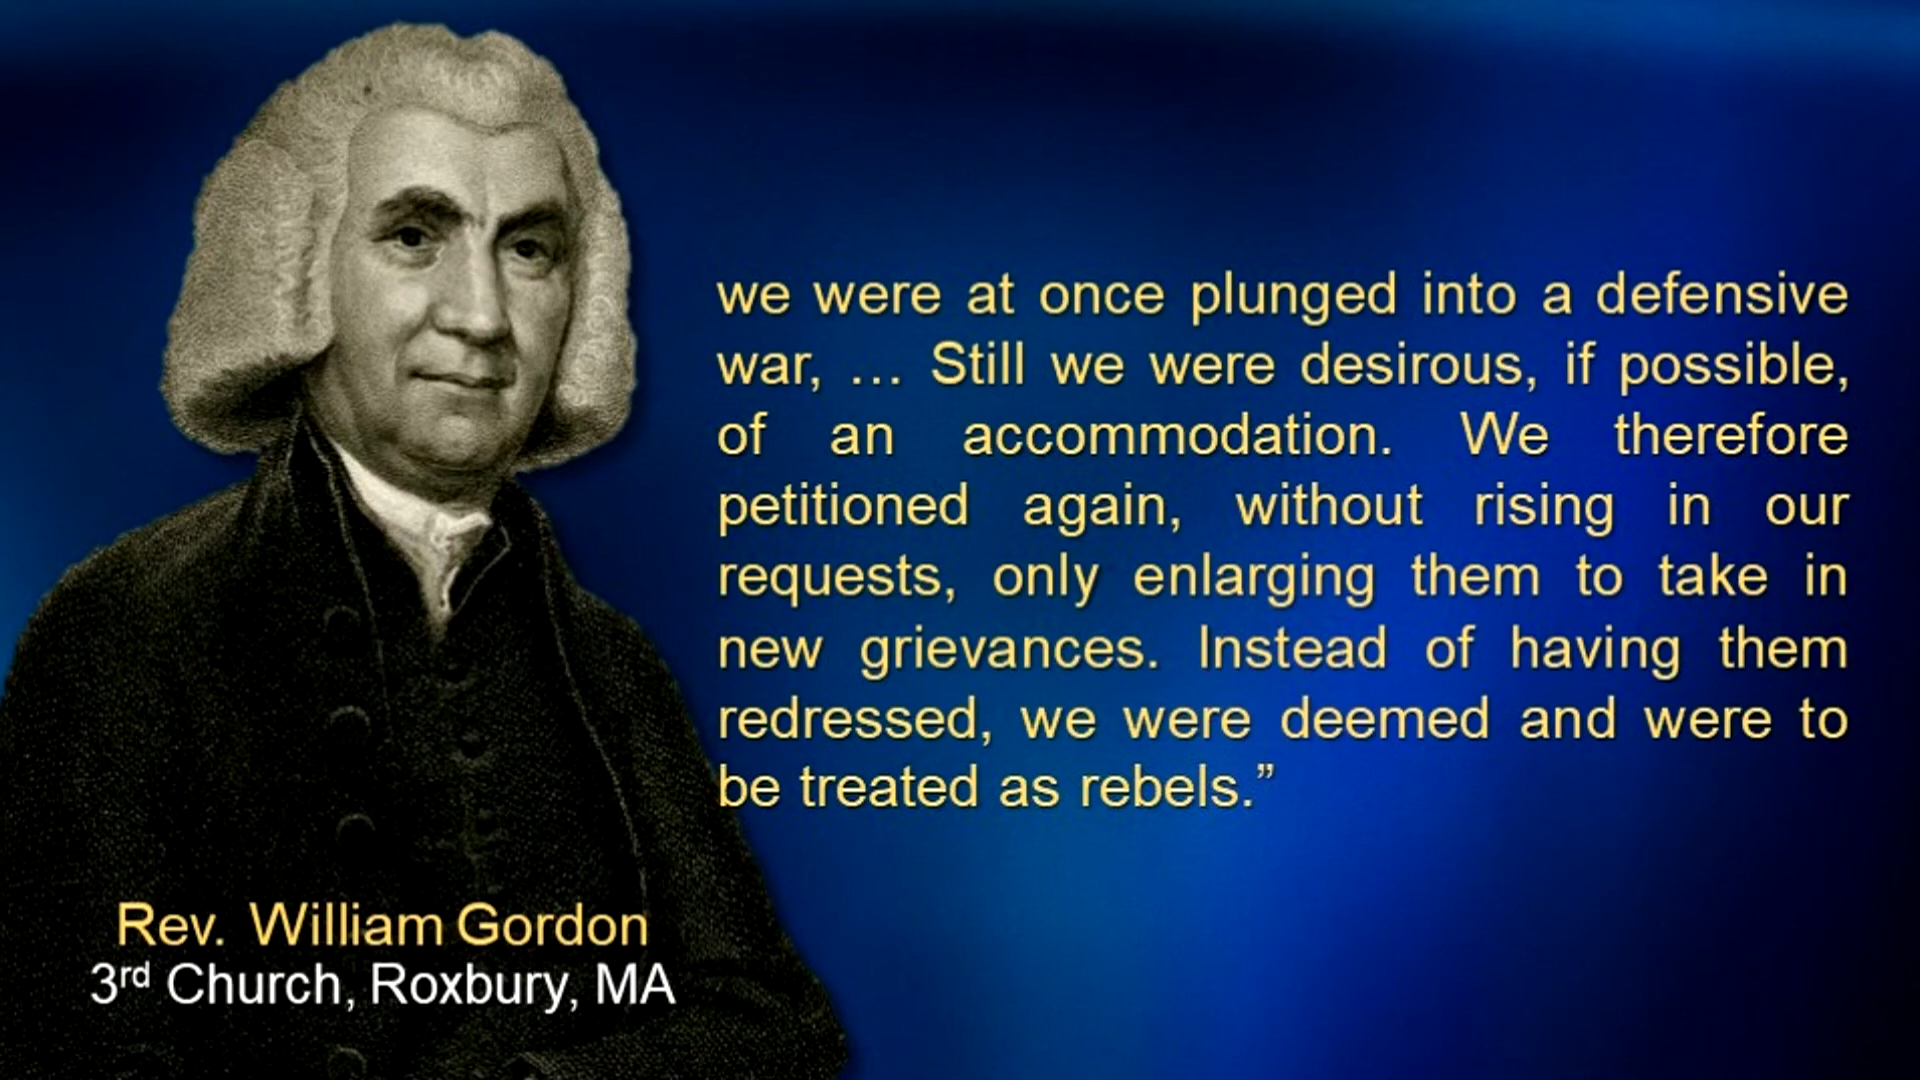 we were at once plunged into a defensive
war, … Still we were desirous, if possible,
of an accommodation. We therefore
petitioned again, without rising in our
requests, only enlarging them to take in
new grievances. Instead of having them
redressed, we were deemed and were to
be treated as rebels.”
Rev. William Gordon
3rd Church, Roxbury, MA